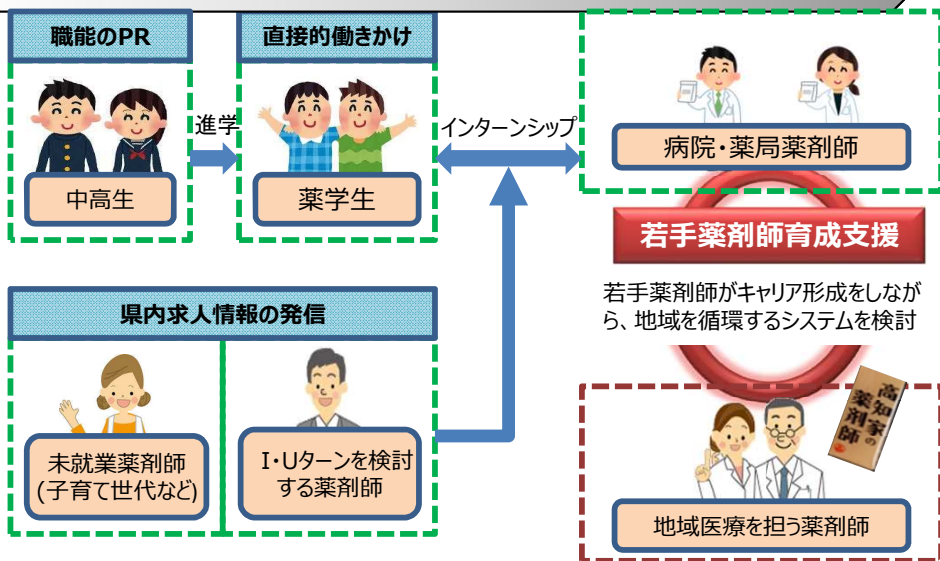 職能のPR
直接的働きかけ
進学
インターンシップ
中高生
薬学生
病院・薬局薬剤師
若手薬剤師育成支援
若手薬剤師がキャリア形成をしなが
ら、地域を循環するシステムを検討
県内求人情報の発信
未就業薬剤師
(子育て世代など)
I・Uターンを検討
する薬剤師
高知家の
薬剤師
地域医療を担う薬剤師